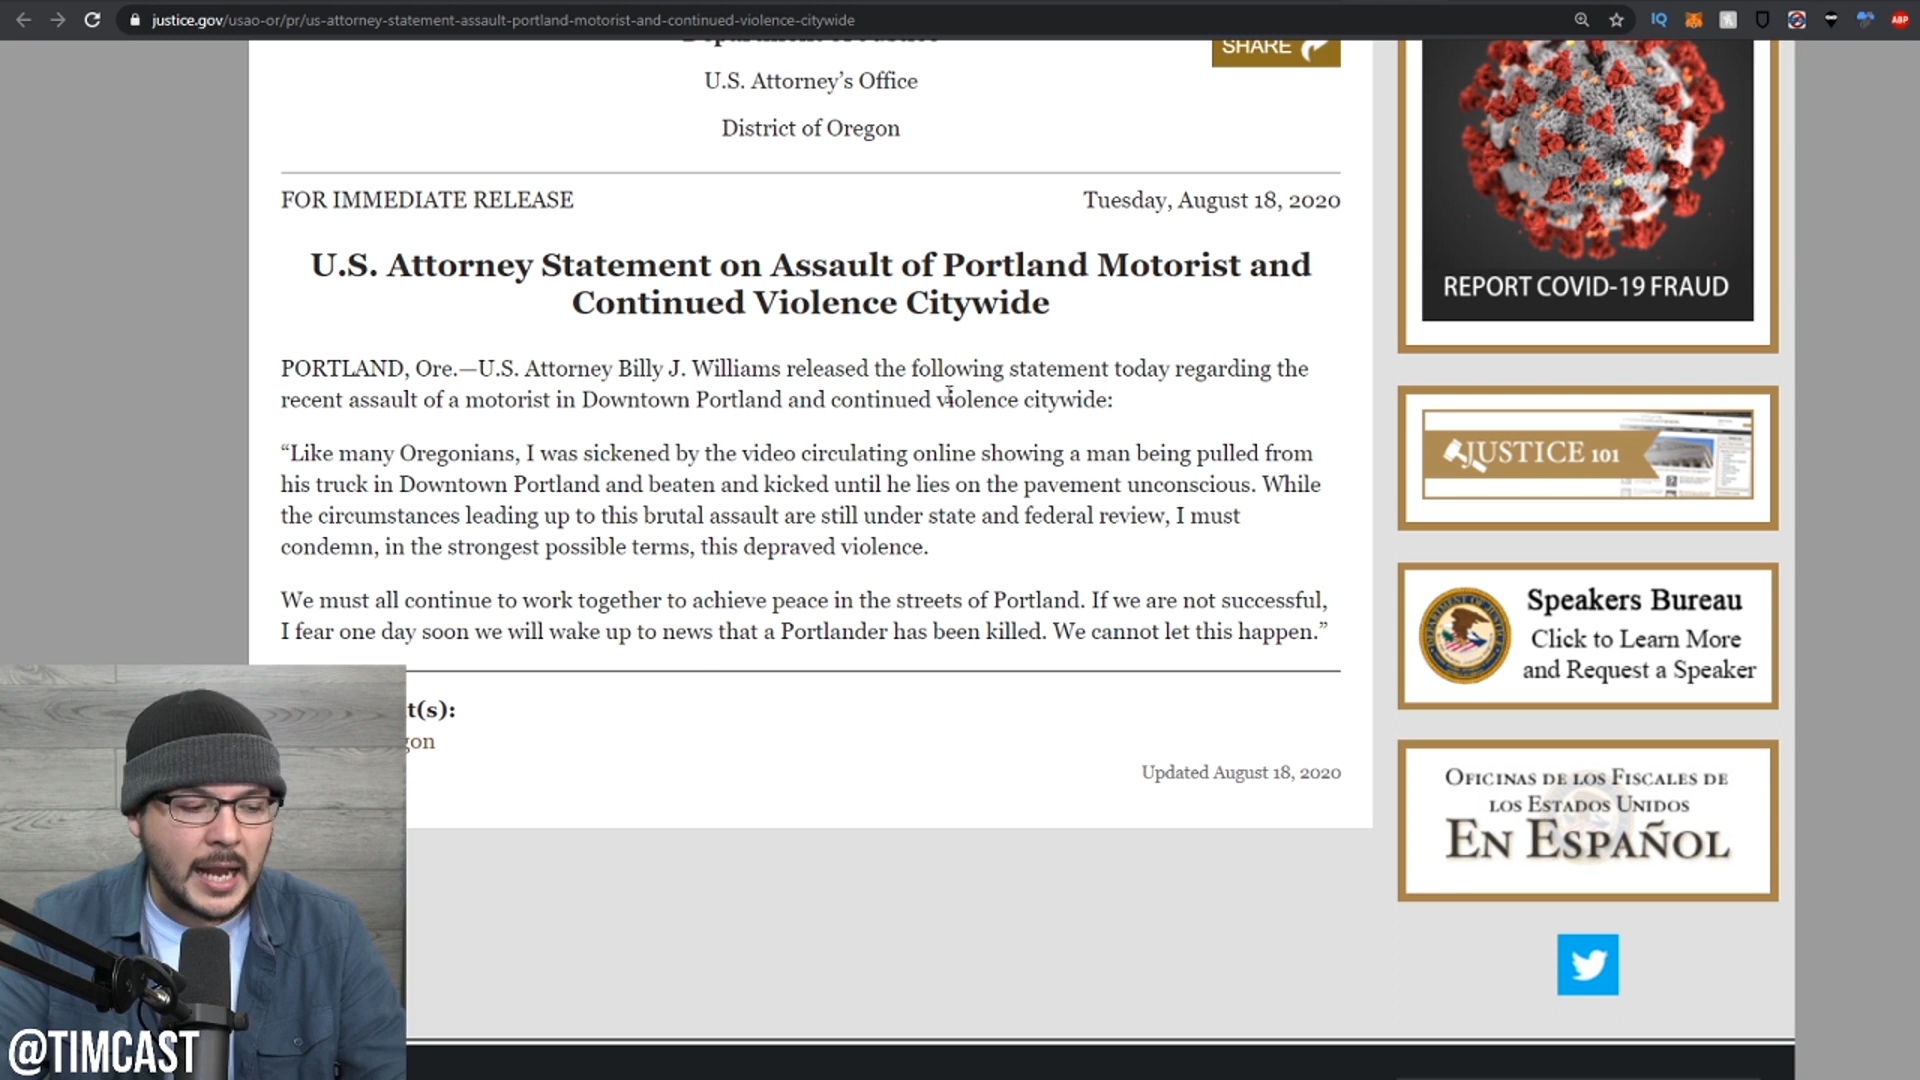 justice.gov/usao-or/pr/us-attorney-statement-assault-portland-motorist-and-continued-violence-citywide
IQ
ABP
Department of Justice
SHARE
U.S. Attorney’s Office
District of Oregon
FOR IMMEDIATE RELEASE
Tuesday, August 18, 2020
U.S. Attorney Statement on Assault of Portland Motorist and
Continued Violence Citywide
PORTLAND, Ore.—U.S. Attorney Billy J. Williams released the following statement today regarding the
recent assault of a motorist in Downtown Portland and continued violence citywide:
“Like many Oregonians, I was sickened by the video circulating online showing a man being pulled from
his truck in Downtown Portland and beaten and kicked until he lies on the pavement unconscious. While
the circumstances leading up to this brutal assault are still under state and federal review, I must
condemn, in the strongest possible terms, this depraved violence.
We must all continue to work together to achieve peace in the streets of Portland. If we are not successful,
I fear one day soon we will wake up to news that a Portlander has been killed. We cannot let this happen.”
t(s):
gon
Updated August 18, 2020
REPORT COVID-19 FRAUD
JUSTICE 101
Speakers Bureau
Click to Learn More
and Request a Speaker
OFICINAS DE LOS FISCALES DE
LOS ESTADOS UNIDOS
EN ESPAÑOL
@TIMCAST